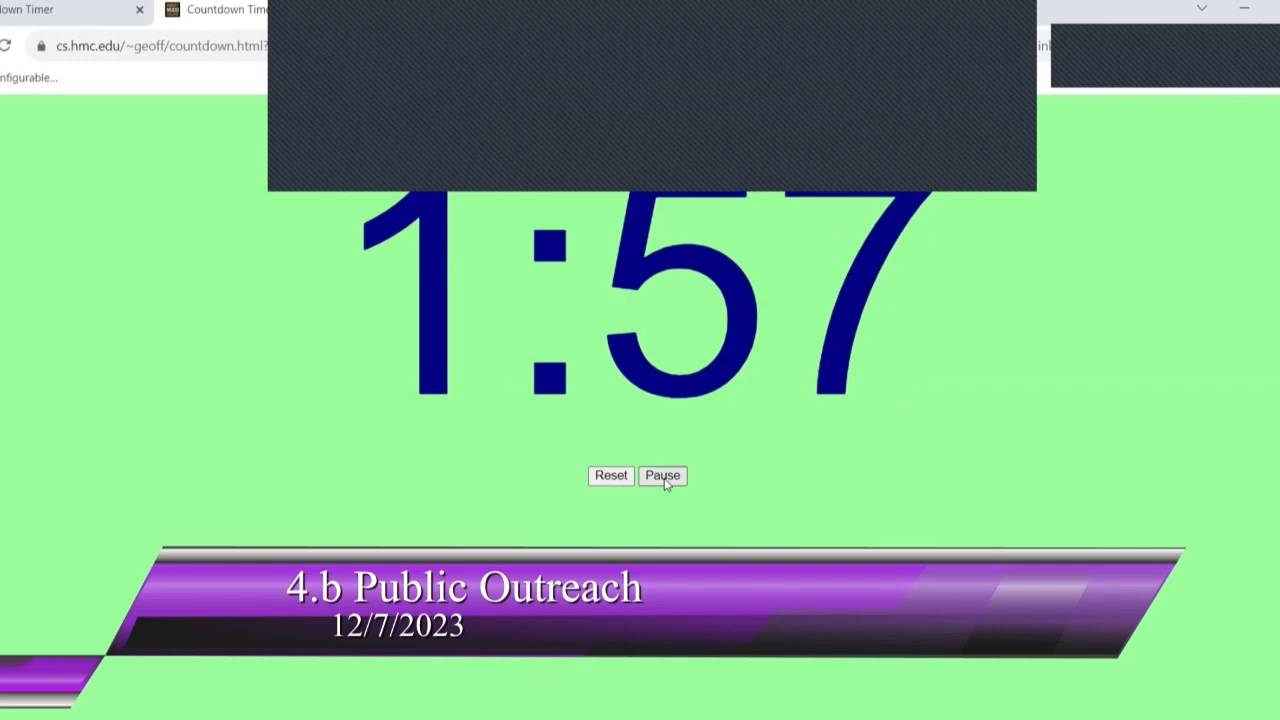 own Timer
Countdown Time
cs.hmc.edu/~geoff/countdown.html?
nfigurable...
1:57
Reset Pause
4.b Public Outreach
12/7/2023